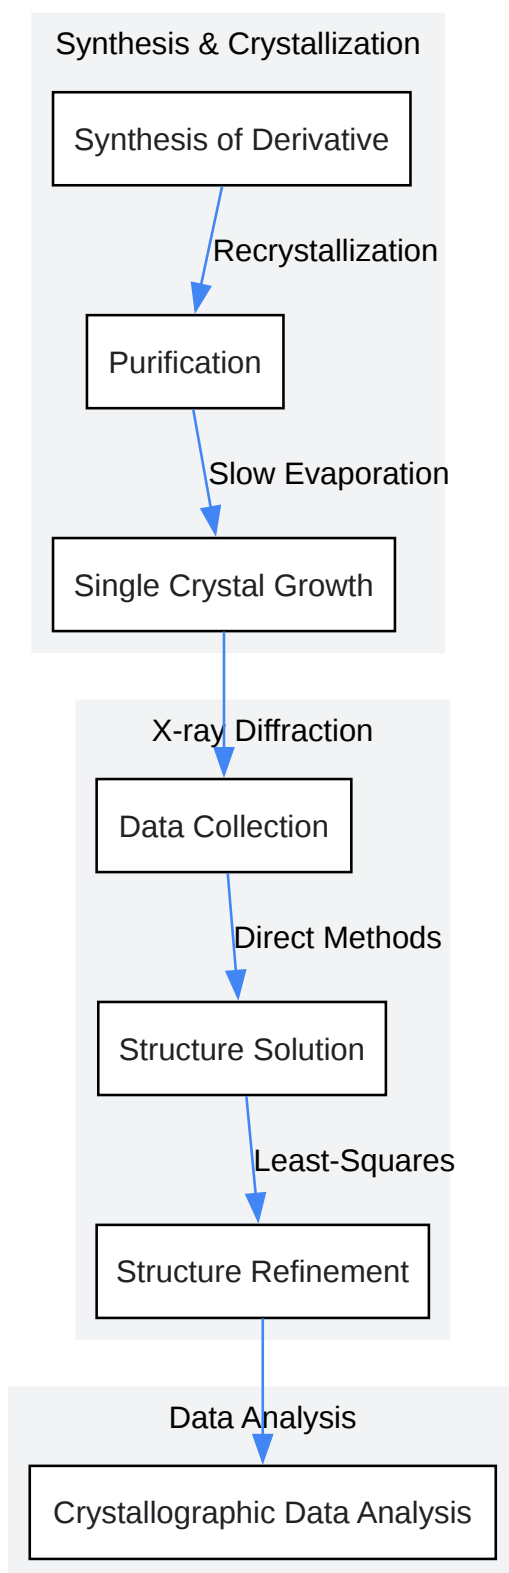 Synthesis & Crystallization
Synthesis of Derivative
Recrystallization
Purification
Slow Evaporation
Single Crystal Growth
X-ray Diffraction
Data Collection
Direct Methods
Structure Solution
Least-Squares
Structure Refinement
Data Analysis
Crystallographic Data Analysis